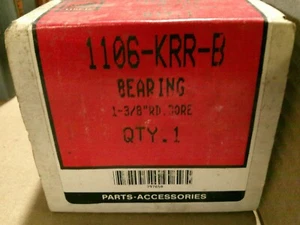 1106-KRR-B
BEARING
1-3/8"RD.BORE
QTY.1
PARTS-ACCESSORIES